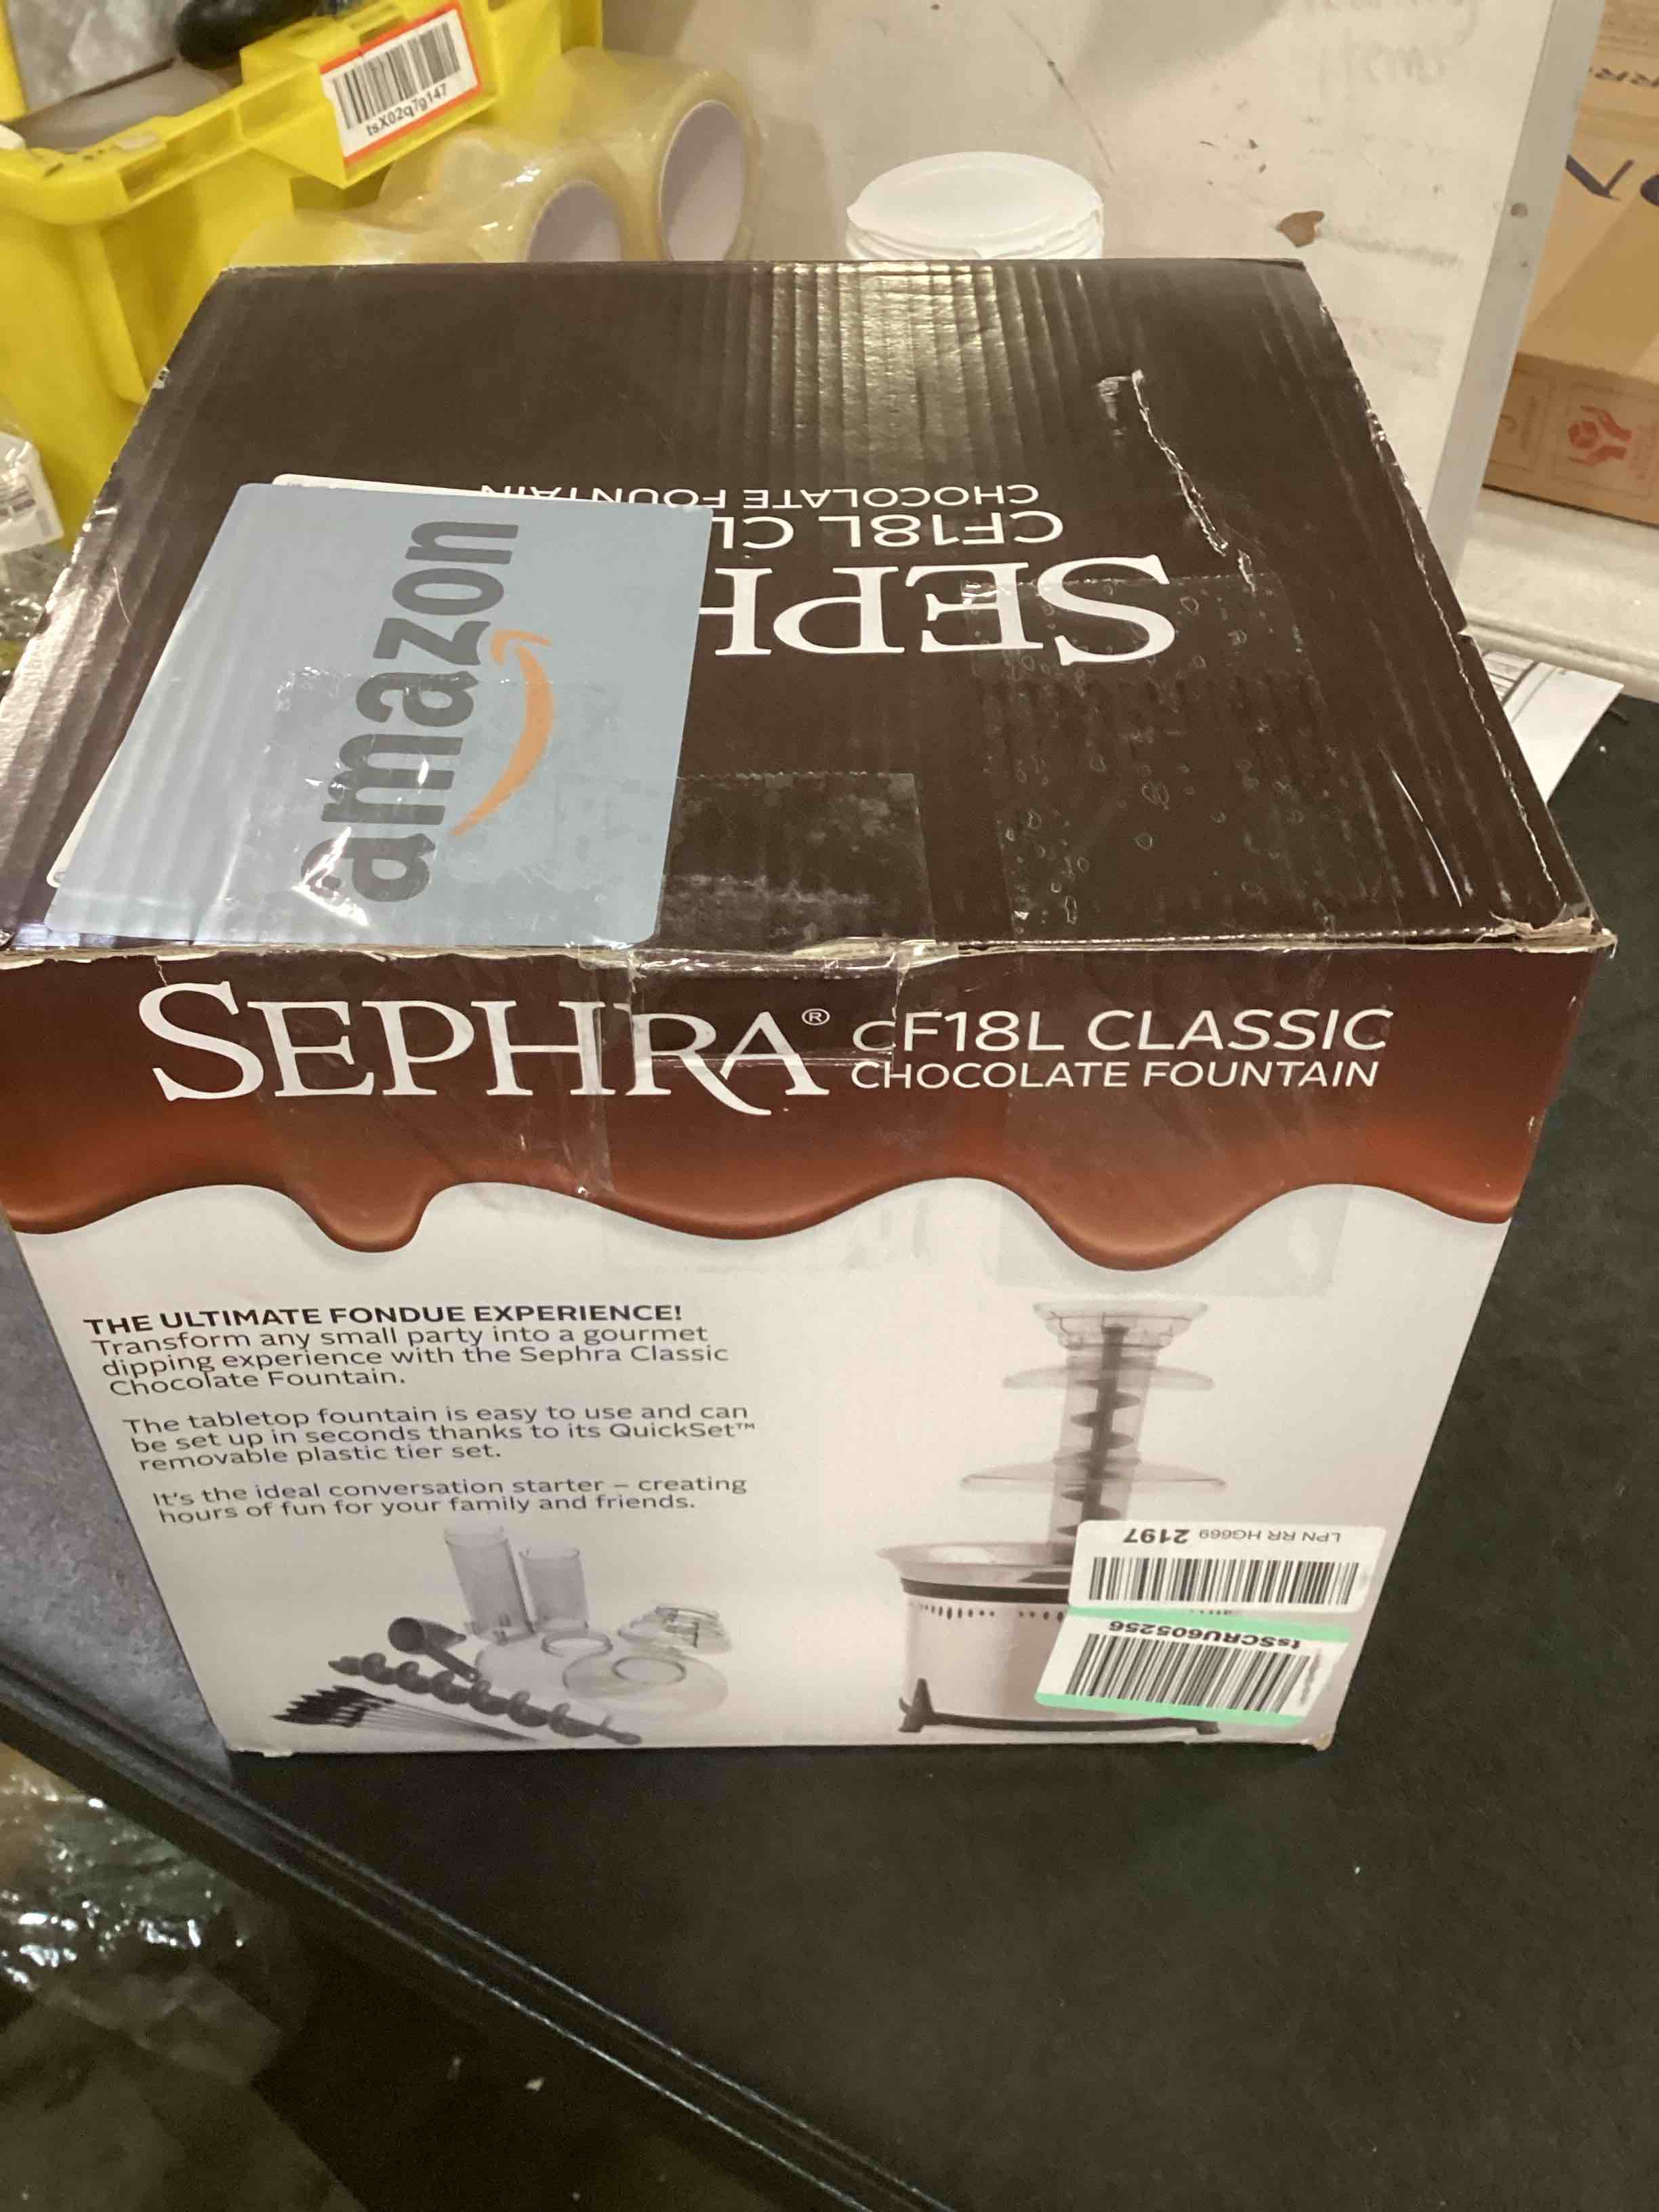 tsX02q7g147
CHOCOLATE FOUNTAIN
CF18L CL
SEPH
amazon
SEPHRA® CF18L CLASSIC
CHOCOLATE FOUNTAIN
THE ULTIMATE FONDUE EXPERIENCE!
Transform any small party into a gourmet
dipping experience with the Sephra Classic
Chocolate Fountain.
The tabletop fountain is easy to use and can
be set up in seconds thanks to its QuickSet™
removable plastic tier set.
It's the ideal conversation starter – creating
hours of fun for your family and friends.
LPN RR HG669 2197
tsSCRU605256